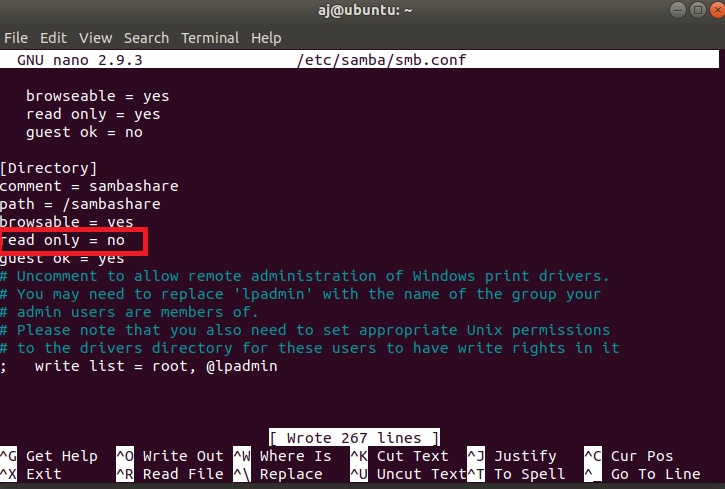 aj@ubuntu: ~
File Edit View Search Terminal Help
GNU nano 2.9.3 /etc/samba/smb.conf
browseable = yes
read only = yes
guest ok = no
[Directory]
comment = sambashare
path = /sambashare
browsable = yes
read only = no
guest ok = yes
# Uncomment to allow remote administration of Windows print drivers.
# You may need to replace 'lpadmin' with the name of the group your
# admin users are members of.
# Please note that you also need to set appropriate Unix permissions
# to the drivers directory for these users to have write rights in it
;   write list = root, @lpadmin
[ Wrote 267 lines ]
^G Get Help ^O Write Out ^W Where Is ^K Cut Text ^J Justify ^C Cur Pos
^X Exit ^R Read File ^\ Replace ^U Uncut Text ^T To Spell ^_ Go To Line